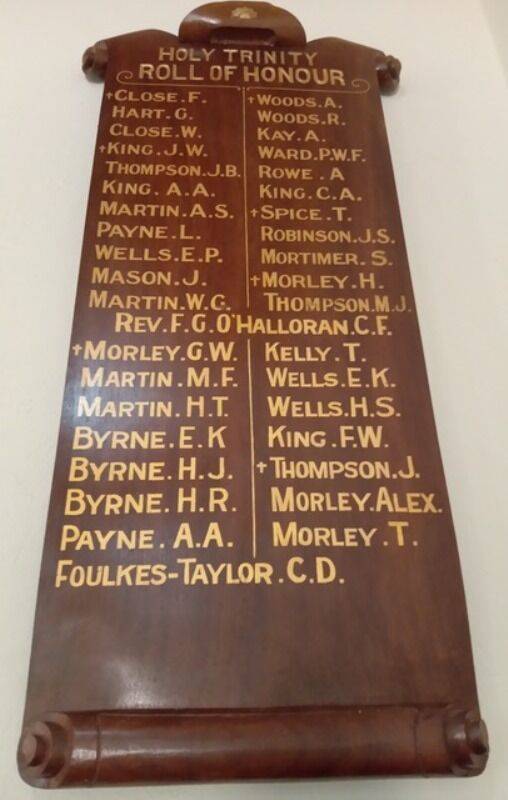 HOLY TRINITY
ROLL OF HONOUR
†CLOSE.F.
HART.G.
CLOSE.W.
†KING.J.W.
THOMPSON.J.B.
KING. A.A.
MARTIN.A.S.
PAYNE.L.
WELLS.E.P.
MASON.J.
MARTIN.W.C.
†WOODS.A.
WOODS.R.
KAY.A.
WARD.P.W.F.
ROWE.A
KING.C.A.
†SPICE.T.
ROBINSON.J.S.
MORTIMER.S.
†MORLEY.H.
THOMPSON.M.J.
REV.F.G.O'HALLORAN.C.F.
†MORLEY.G.W.
MARTIN.M.F.
MARTIN.H.T.
BYRNE.E.K
BYRNE.H.J.
BYRNE.H.R.
PAYNE. A.A.
KELLY.T.
WELLS.E.K.
WELLS.H.S.
KING.F.W.
†THOMPSON.J.
MORLEY.ALEX.
MORLEY.T.
FOULKES-TAYLOR.C.D.